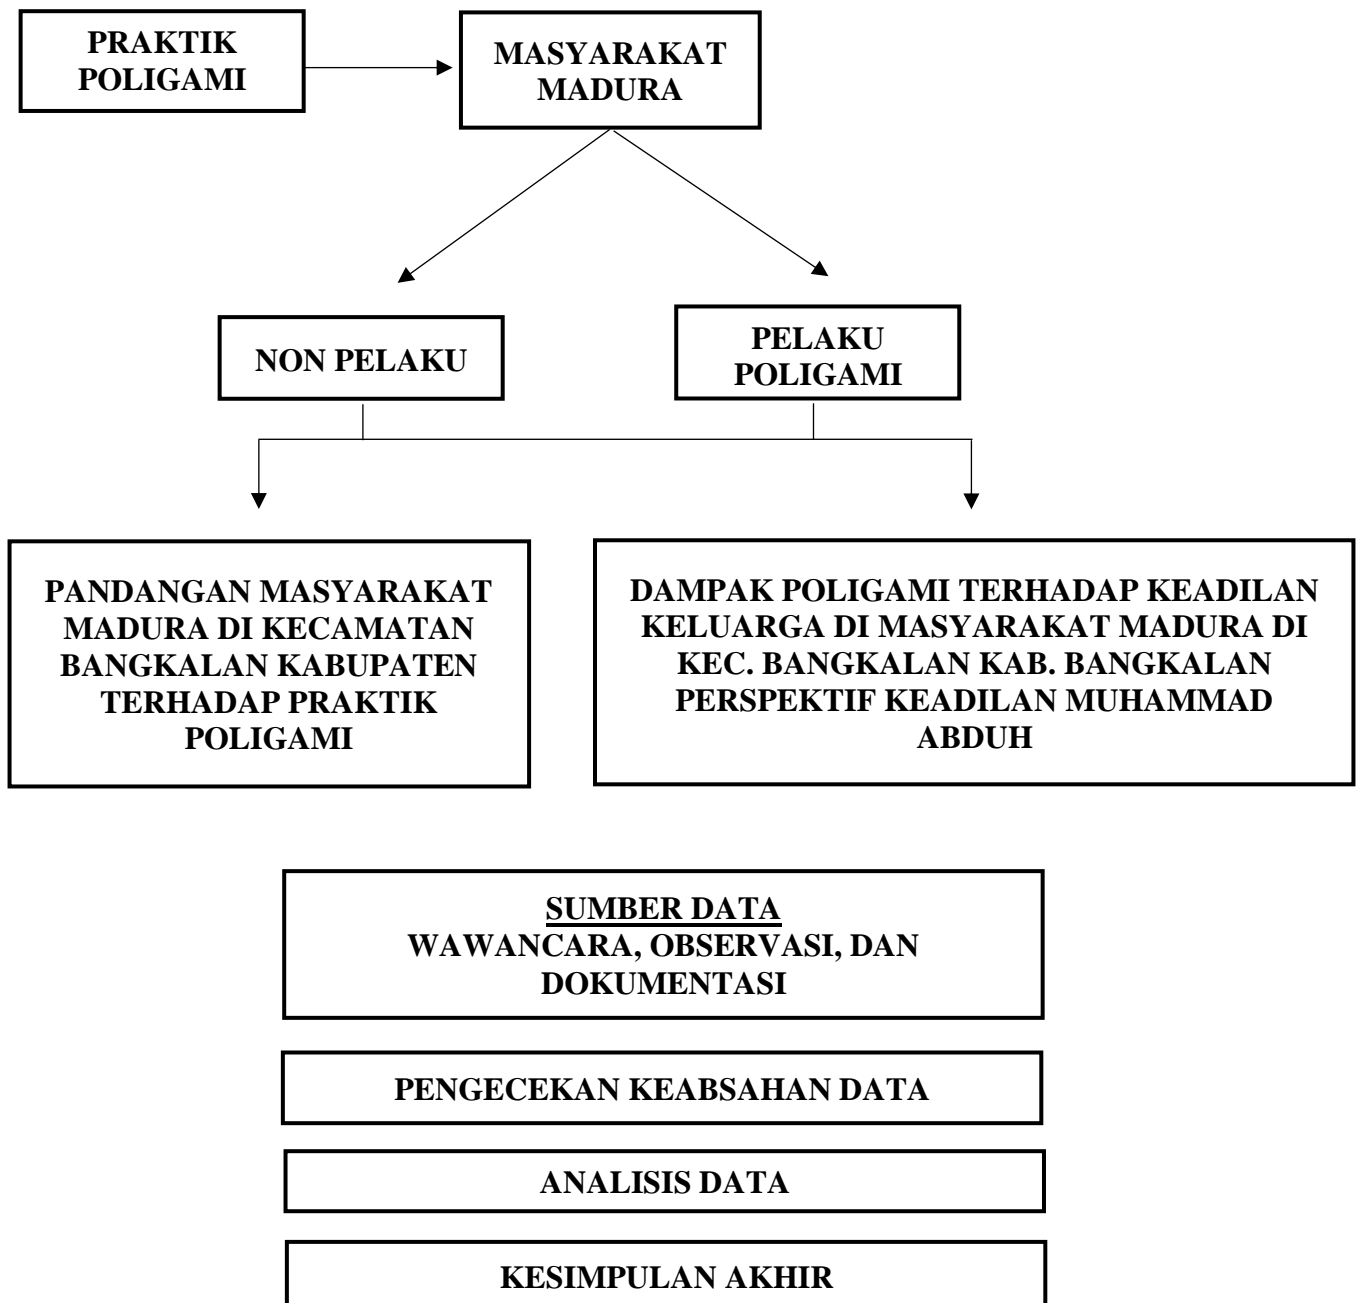 PRAKTIK
POLIGAMI
MASYARAKAT
MADURA
NON PELAKU
PELAKU
POLIGAMI
PANDANGAN MASYARAKAT
MADURA DI KECAMATAN
BANGKALAN KABUPATEN
TERHADAP PRAKTIK
POLIGAMI
DAMPAK POLIGAMI TERHADAP KEADILAN
KELUARGA DI MASYARAKAT MADURA DI
KEC. BANGKALAN KAB. BANGKALAN
PERSPEKTIF KEADILAN MUHAMMAD
ABDUH
SUMBER DATA
WAWANCARA, OBSERVASI, DAN
DOKUMENTASI
PENGECEKAN KEABSAHAN DATA
ANALISIS DATA
KESIMPULAN AKHIR